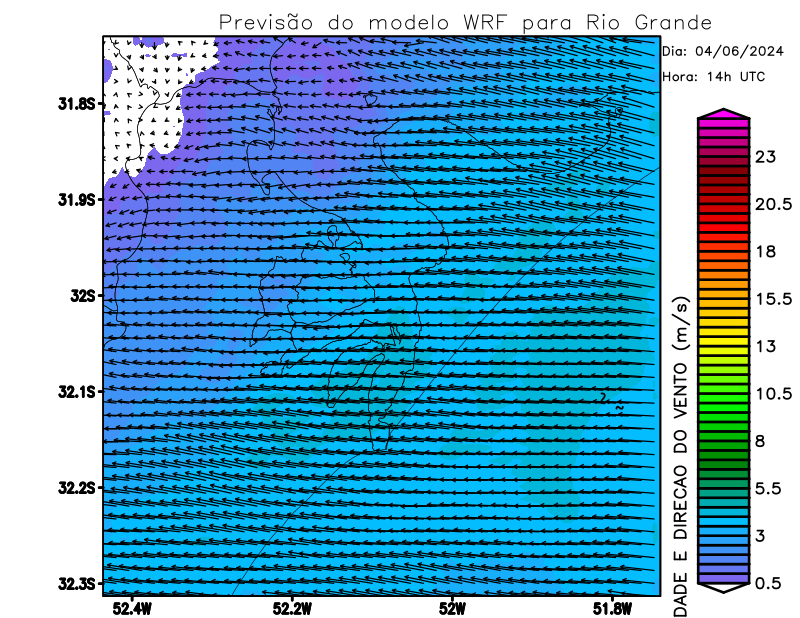 Previsão do modelo WRF para Rio Grande
Dia: 04/06/2024
Hora: 14h UTC
31.8S
31.9S
32S
32.1S
32.2S
32.3S
52.4W
52.2W
52W
51.8W
23
20.5
18
15.5
13
10.5
8
5.5
3
0.5
DADE E DIRECAO DO VENTO (m/s)